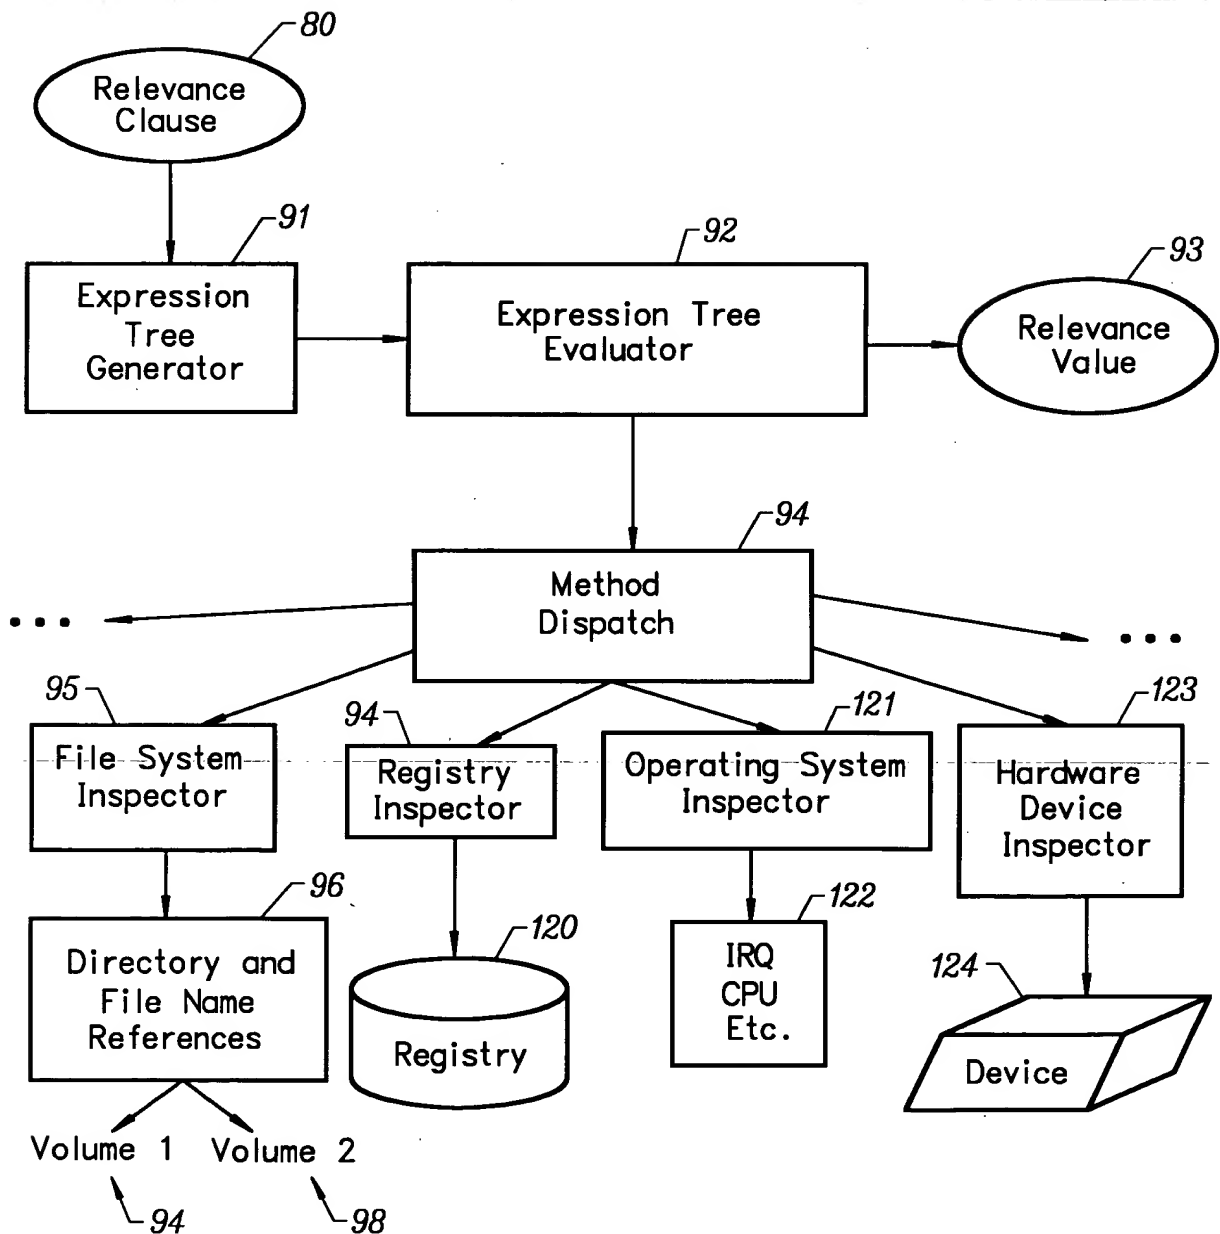 80
Relevance
Clause
91
Expression
Tree
Generator
92
Expression Tree
Evaluator
93
Relevance
Value
94
Method
Dispatch
...
...
95
File System
Inspector
94
Registry
Inspector
121
Operating System
Inspector
123
Hardware
Device
Inspector
96
Directory and
File Name
References
120
Registry
122
IRQ
CPU
Etc.
124
Device
Volume 1
Volume 2
94
98